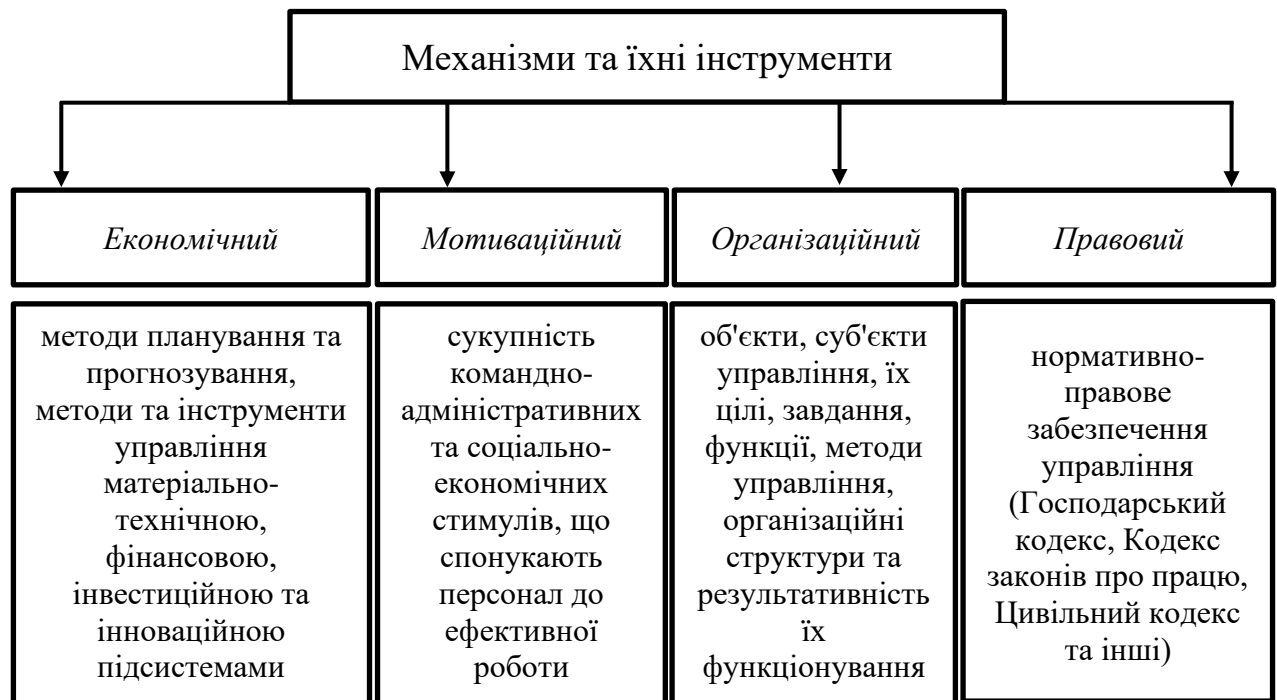 Механізми та їхні інструменти
Економічний
Мотиваційний
Організаційний
Правовий
методи планування та
прогнозування,
методи та інструменти
управління
матеріально-
технічною,
фінансовою,
інвестиційною та
інноваційною
підсистемами
сукупність
командно-
адміністративних
та соціально-
економічних
стимулів, що
спонукають
персонал до
ефективної
роботи
об'єкти, суб'єкти
управління, їх
цілі, завдання,
функції, методи
управління,
організаційні
структури та
результативність
їх
функціонування
нормативно-
правове
забезпечення
управління
(Господарський
кодекс, Кодекс
законів про працю,
Цивільний кодекс
та інші)